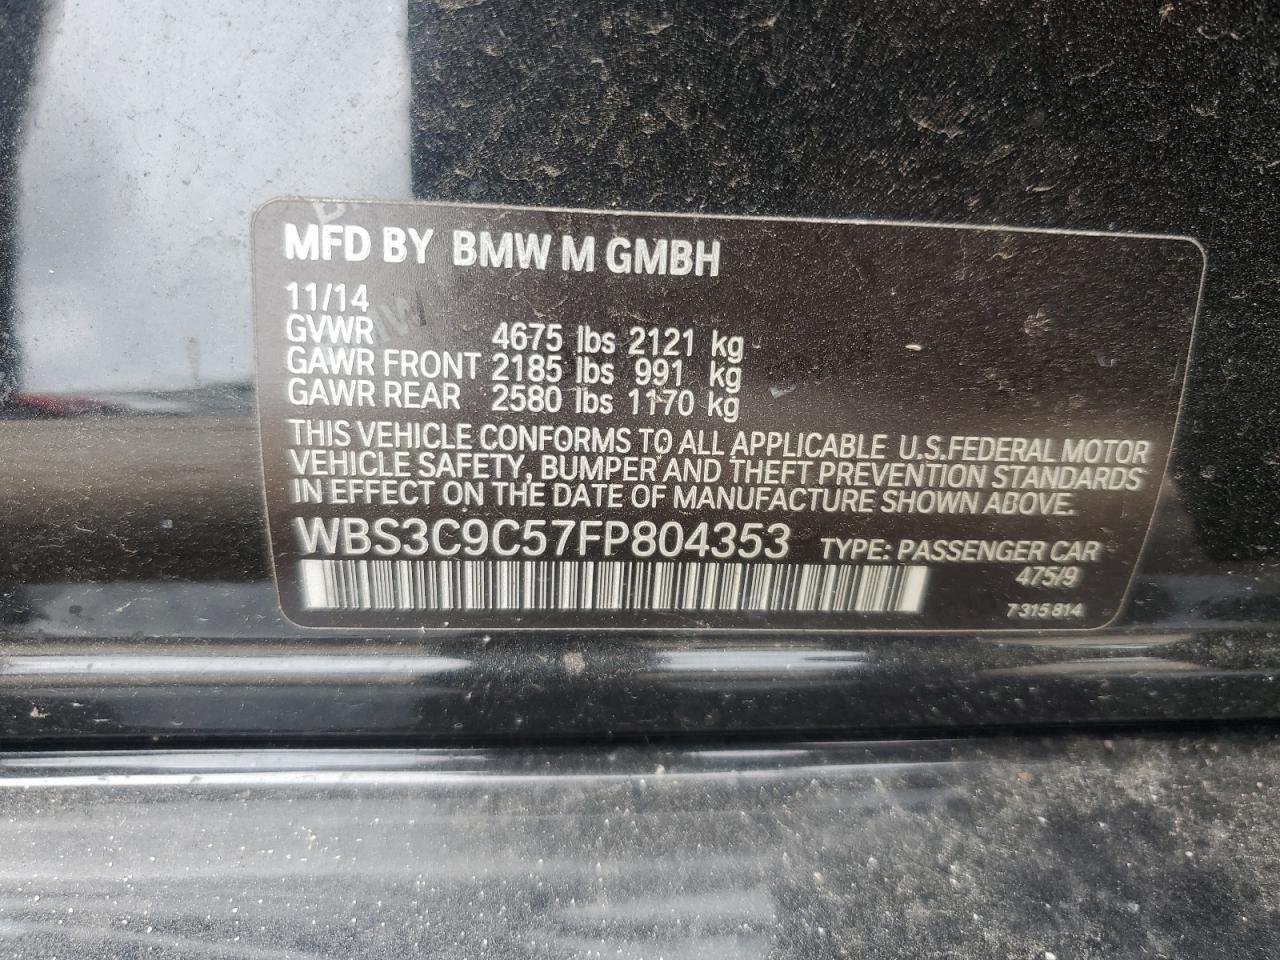 MFD BY BMW M GMBH
11/14
GVWR 4675 lbs 2121 kg
GAWR FRONT 2185 lbs 991 kg
GAWR REAR 2580 lbs 1170 kg
THIS VEHICLE CONFORMS TO ALL APPLICABLE U.S.FEDERAL MOTOR
VEHICLE SAFETY, BUMPER AND THEFT PREVENTION STANDARDS
IN EFFECT ON THE DATE OF MANUFACTURE SHOWN ABOVE.
WBS3C9C57FP804353 TYPE: PASSENGER CAR
475/9
7 315 814